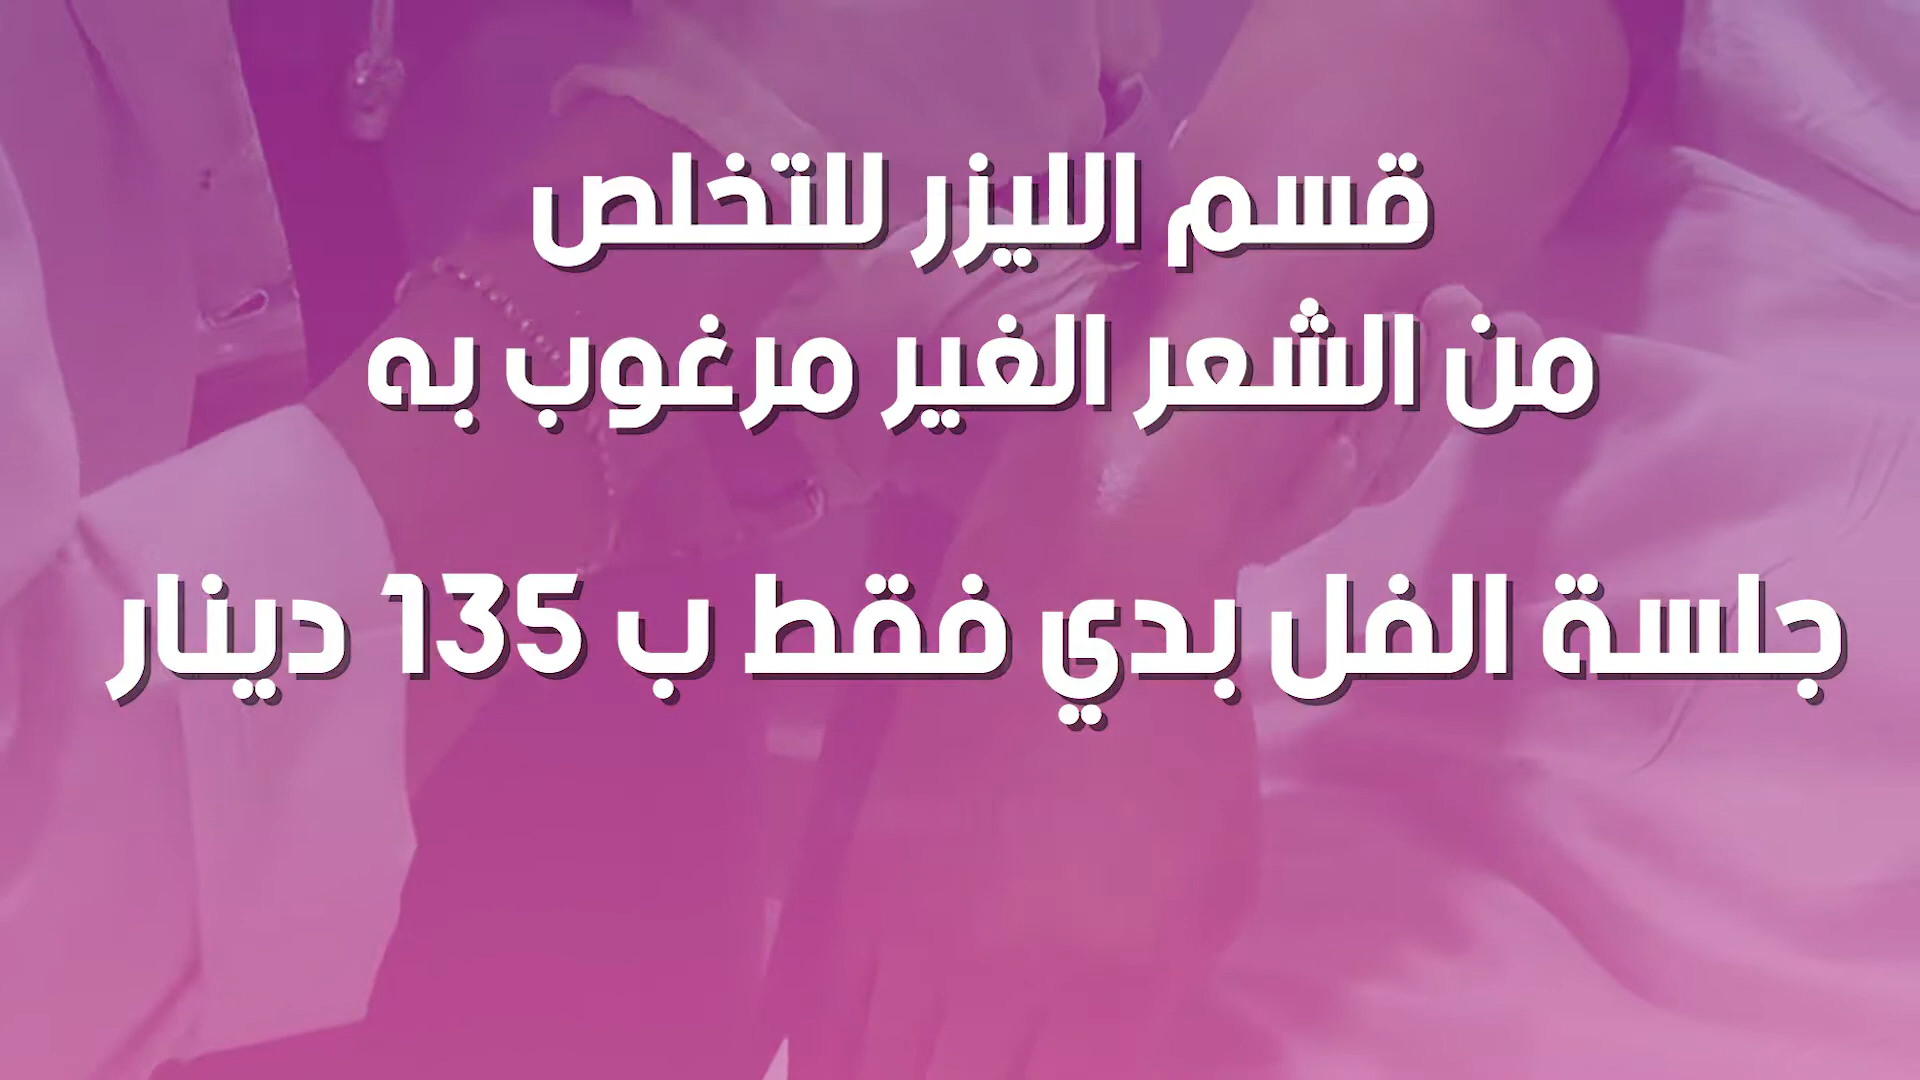 قسم الليزر للتخلص
من الشعر الغير مرغوب به
جلسة الفل بدي فقط ب 135 دينار